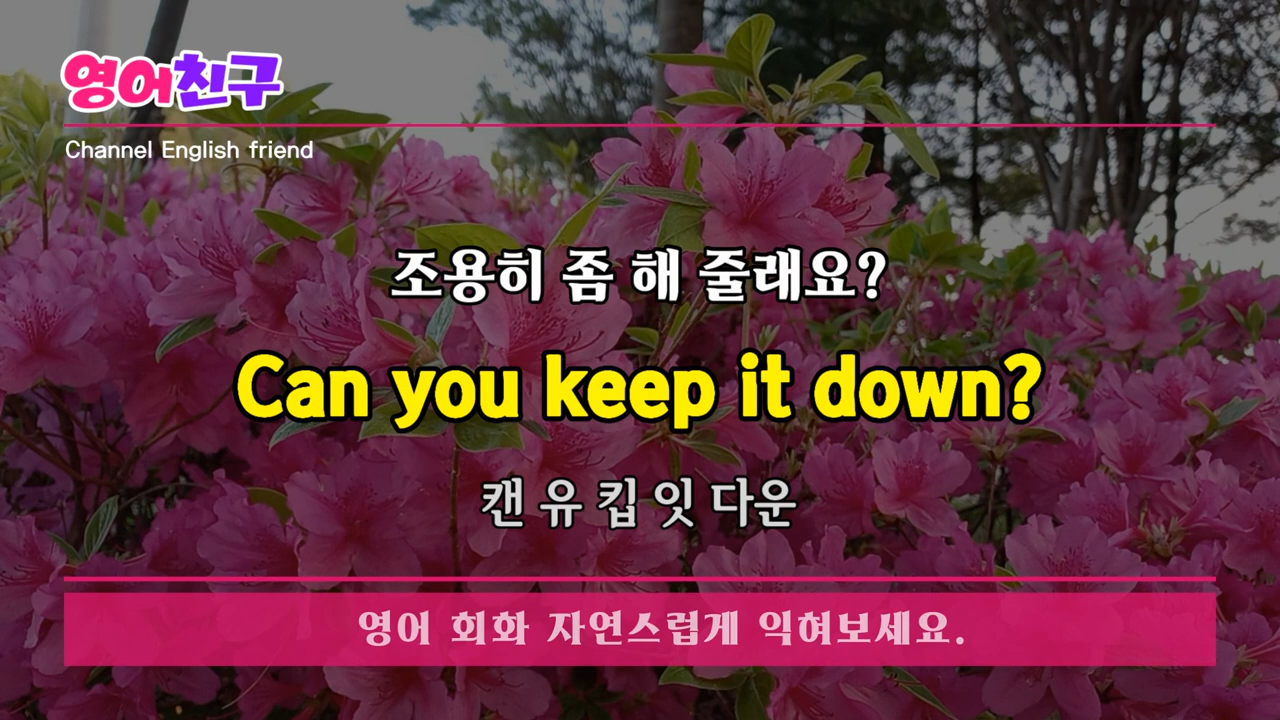 영어친구
Channel English friend
조용히 좀 해 줄래요?
Can you keep it down?
캔 유 킵 잇 다운
영어 회화 자연스럽게 익혀보세요.